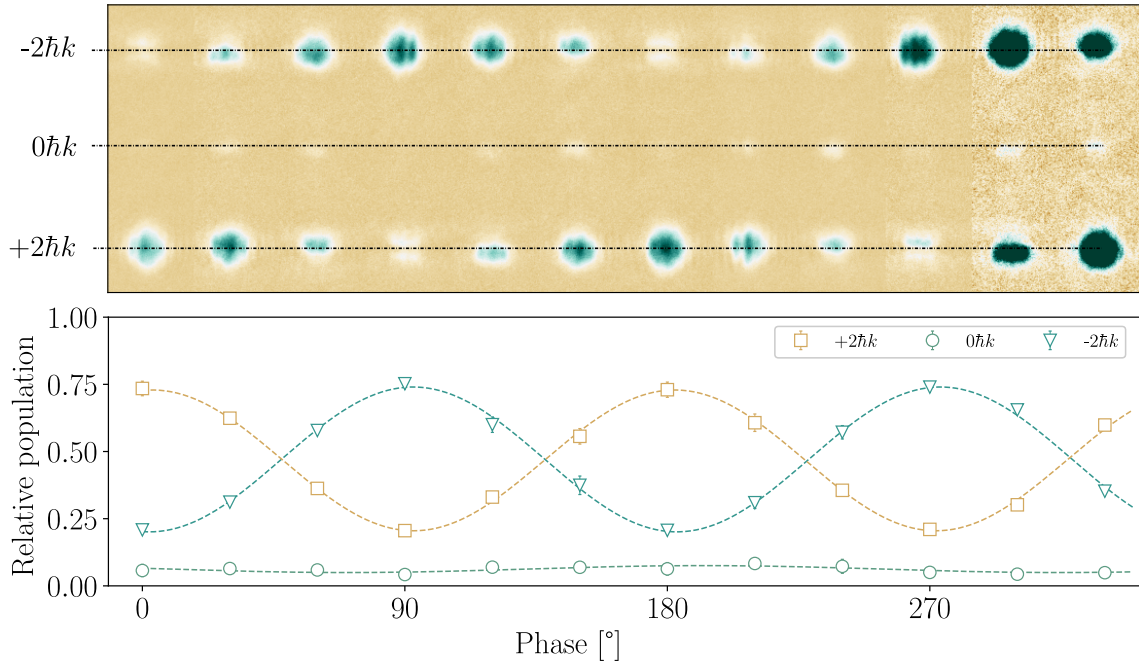 -2ℏk
0ℏk
+2ℏk
1.00
0.75
0.50
0.25
0.00
Relative population
+2ℏk 0ℏk -2ℏk
0 90 180 270
Phase [°]